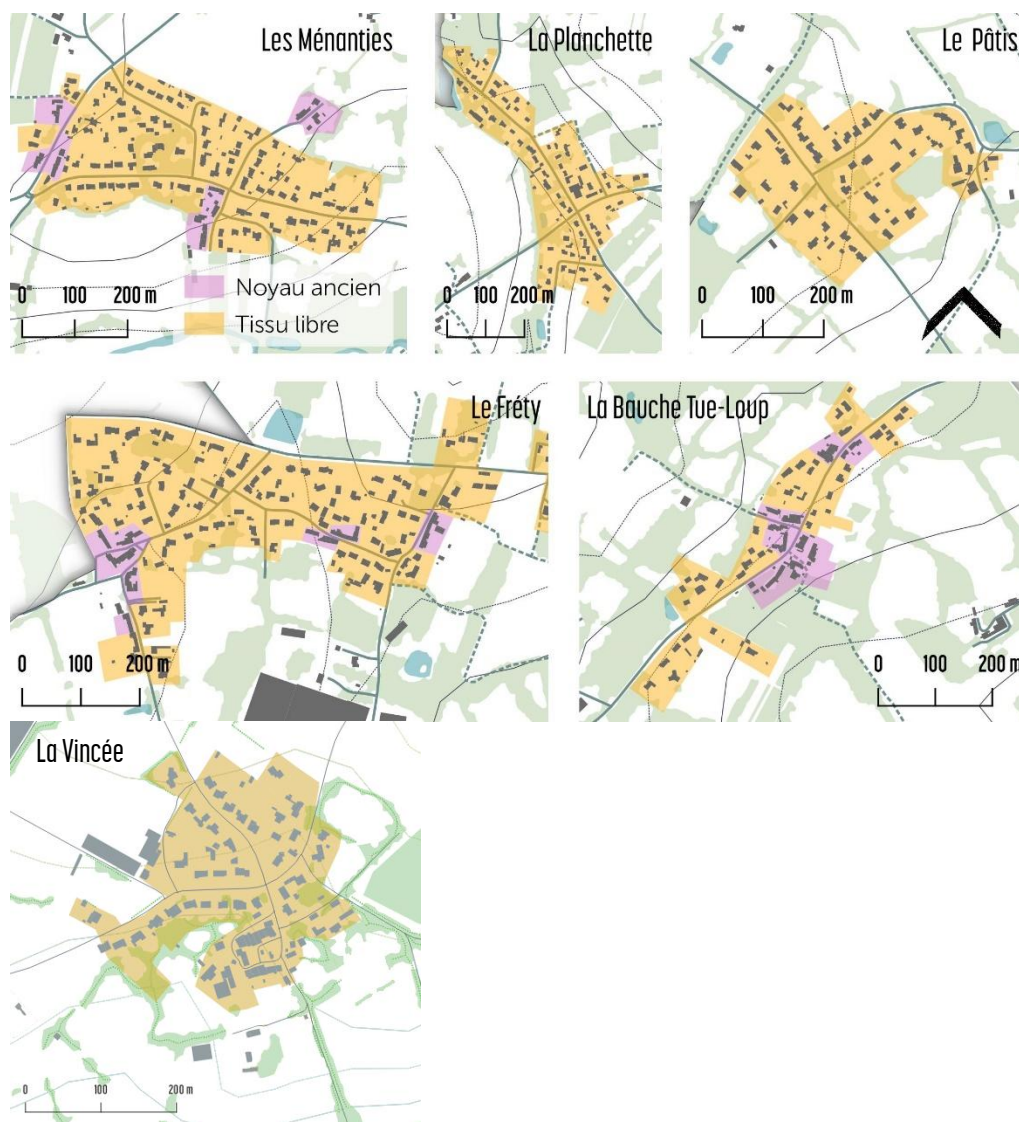 Les Ménanties
La Planchette
Le Pâtis
0 100 200 m
Noyau ancien
Tissu libre
0 100 200 m
0 100 200 m
Le Fréty
La Bauche Tue-Loup
0 100 200 m
0 100 200 m
La Vincée
0 100 200 m